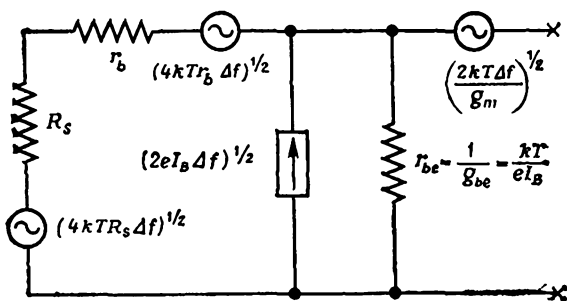 r_b
(4kTr_b Δf)^1/2
(2kTΔf / g_m)^1/2
R_s
(2eI_B Δf)^1/2
r_be = 1/g_be = kT/eI_B
(4kTR_s Δf)^1/2